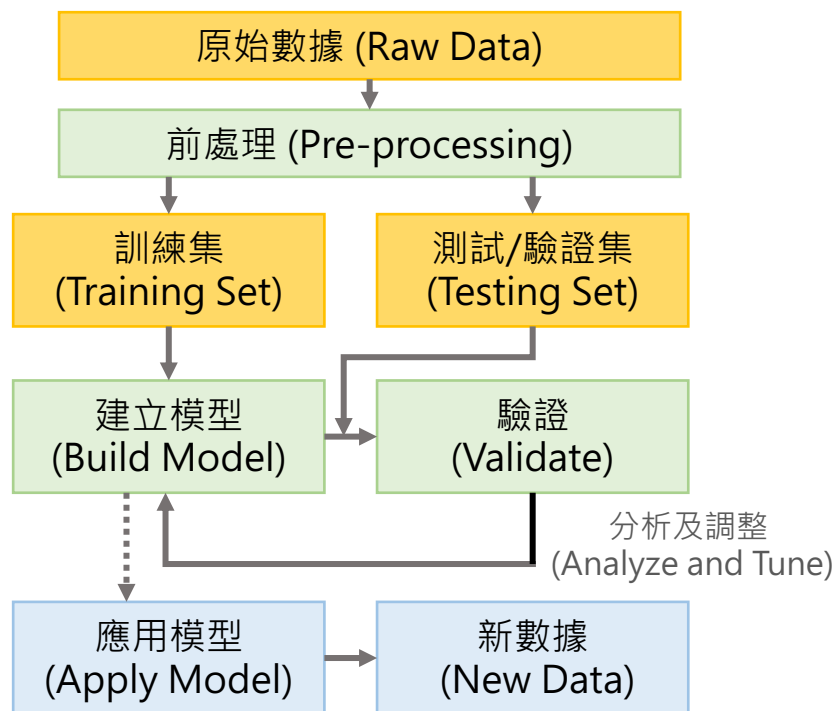 原始數據 (Raw Data)
前處理 (Pre-processing)
訓練集
(Training Set)
測試/驗證集
(Testing Set)
建立模型
(Build Model)
驗證
(Validate)
分析及調整
(Analyze and Tune)
應用模型
(Apply Model)
新數據
(New Data)